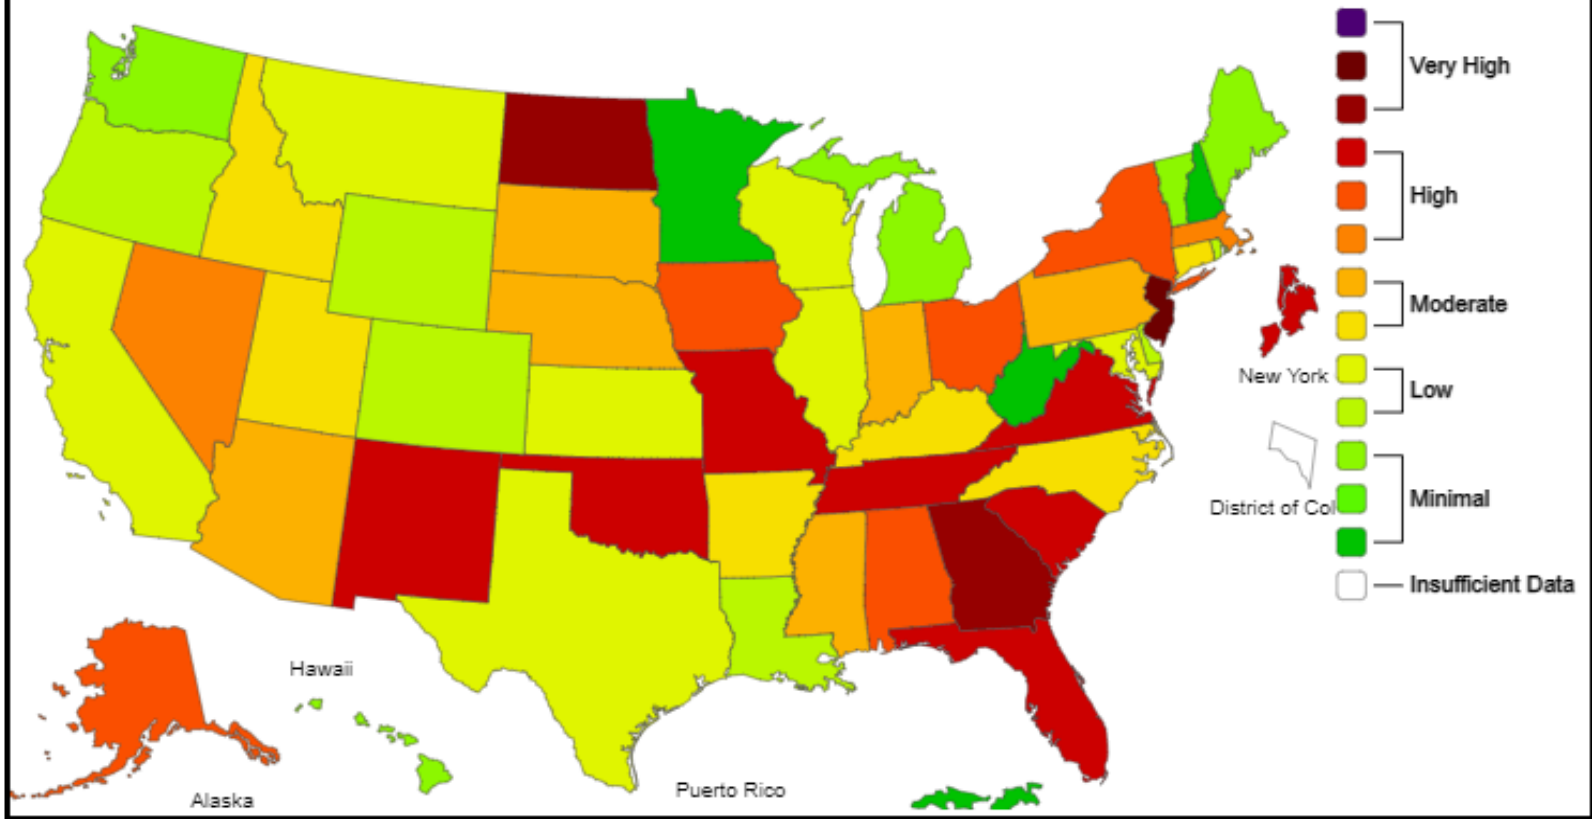 Very High
High
Moderate
New York
Low
Minimal
District of Col
Insufficient Data
Hawaii
Alaska
Puerto Rico